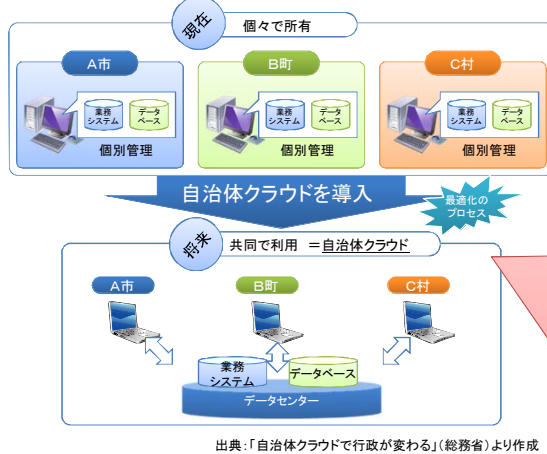 現在
個々で所有
A市
B町
C村
業務
システム
データ
ベース
業務
システム
データ
ベース
業務
システム
データ
ベース
個別管理
個別管理
個別管理
自治体クラウドを導入
最適化の
プロセス
将来
共同で利用 =自治体クラウド
A市
B町
C村
業務
システム
データベース
データセンター
出典:「自治体クラウドで行政が変わる」(総務省)より作成